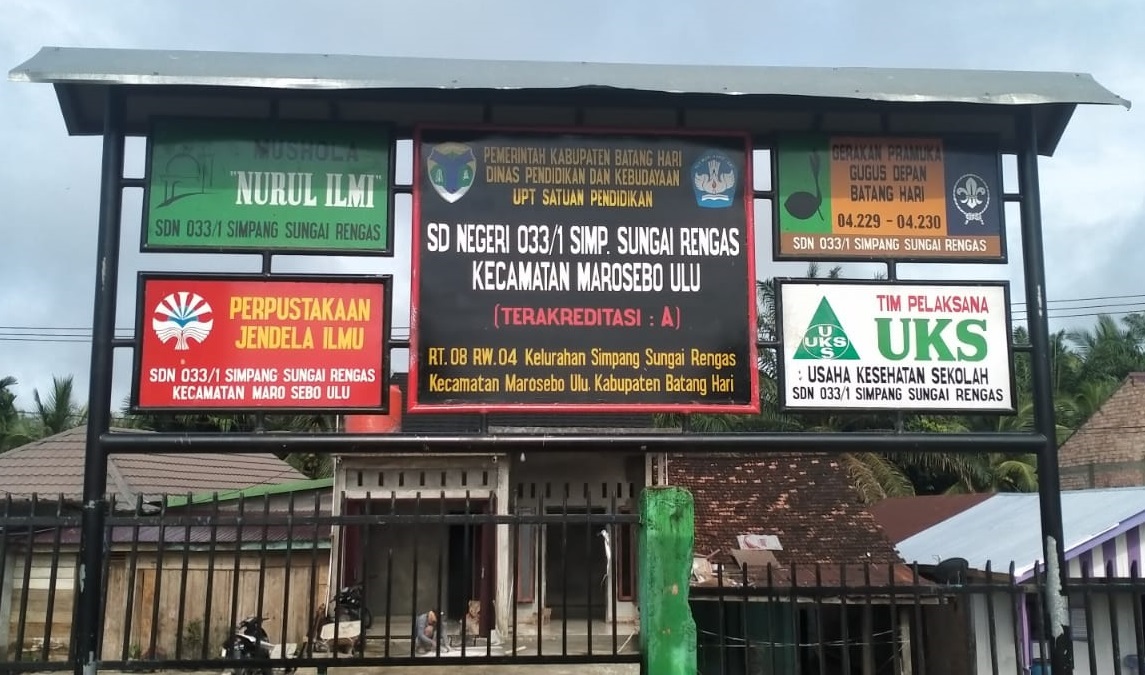 MUSHOLA
"NURUL ILMI"
SDN 033/1 SIMPANG SUNGAI RENGAS
PERPUSTAKAAN
JENDELA ILMU
SDN 033/1 SIMPANG SUNGAI RENGAS
KECAMATAN MARO SEBO ULU
PEMERINTAH KABUPATEN BATANG HARI
DINAS PENDIDIKAN DAN KEBUDAYAAN
UPT SATUAN PENDIDIKAN
SD NEGERI 033/1 SIMP. SUNGAI RENGAS
KECAMATAN MAROSEBO ULU
(TERAKREDITASI : A)
RT. 08 RW. 04 Kelurahan Simpang Sungai Rengas
Kecamatan Marosebo Ulu. Kabupaten Batang Hari
GERAKAN PRAMUKA
GUGUS DEPAN
BATANG HARI
04.229 - 04.230
SDN 033/1 SIMPANG SUNGAI RENGAS
TIM PELAKSANA
UKS
U
UKS
S
: USAHA KESEHATAN SEKOLAH
SDN 033/1 SIMPANG SUNGAI RENGAS